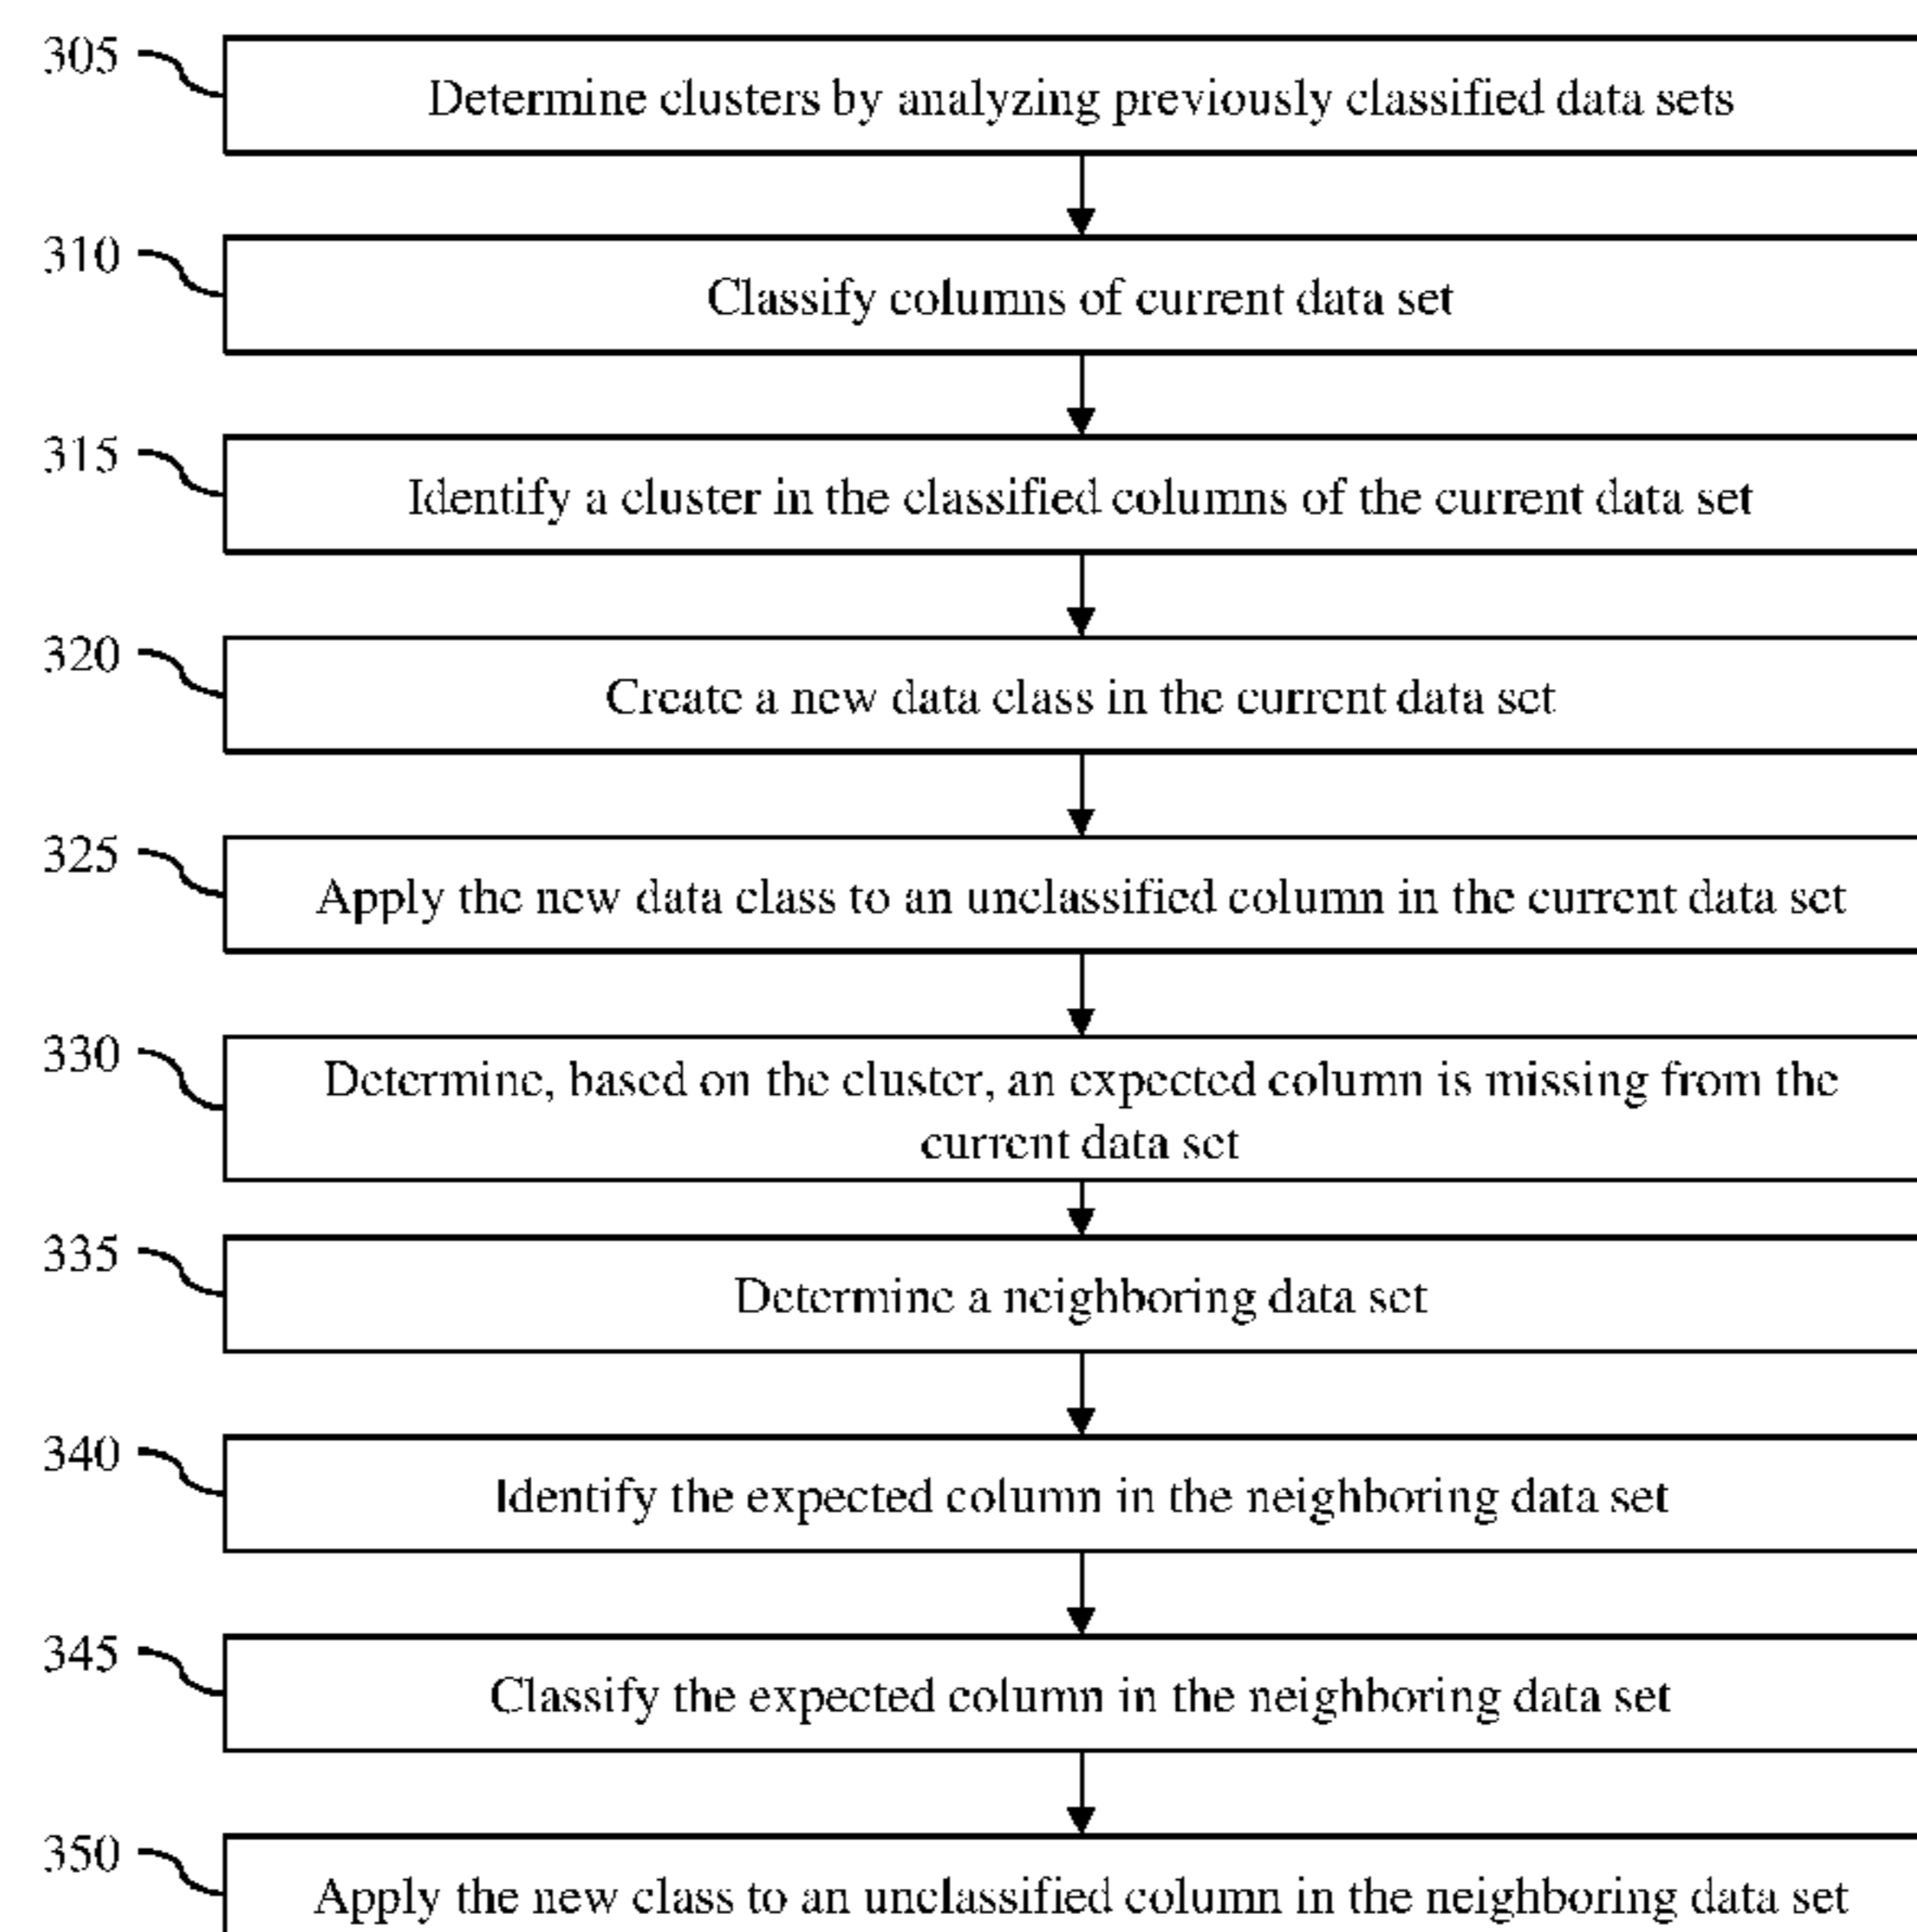 305
Determine clusters by analyzing previously classified data sets
310
Classify columns of current data set
315
Identify a cluster in the classified columns of the current data set
320
Create a new data class in the current data set
325
Apply the new data class to an unclassified column in the current data set
330
Determine, based on the cluster, an expected column is missing from the
current data set
335
Determine a neighboring data set
340
Identify the expected column in the neighboring data set
345
Classify the expected column in the neighboring data set
350
Apply the new class to an unclassified column in the neighboring data set